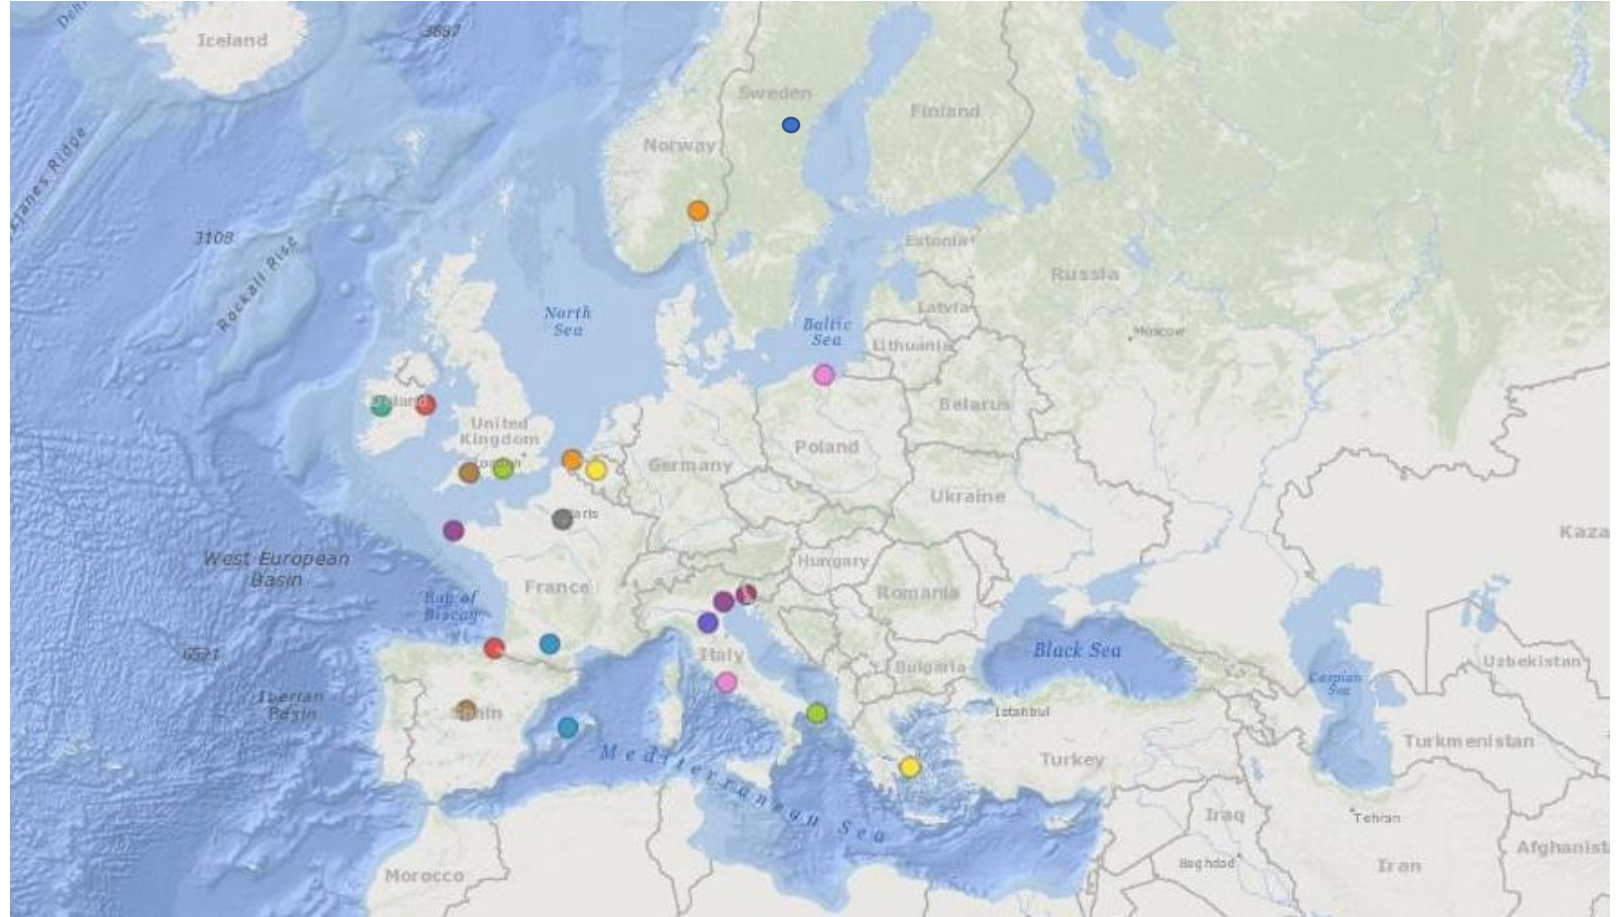 Iceland
3887
Sweden
Finland
Norway
3108
Rockall Rise
Estonia
Russia
North
Sea
Latvia
Baltic
Sea
Moscow
Lithuania
Belarus
United
Kingdom
Poland
Germany
Ukraine
Kaza
West European
Basin
France
Hungary
Romania
Bay of
Biscay
Italy
Black Sea
Bulgaria
6521
Iberian
Basin
Caspian
Sea
Uzbekistan
Istanbul
Turkmenistan
Mediterranean Sea
Turkey
Iraq
Tehran
Afghanist
Baghdad
Iran
Morocco